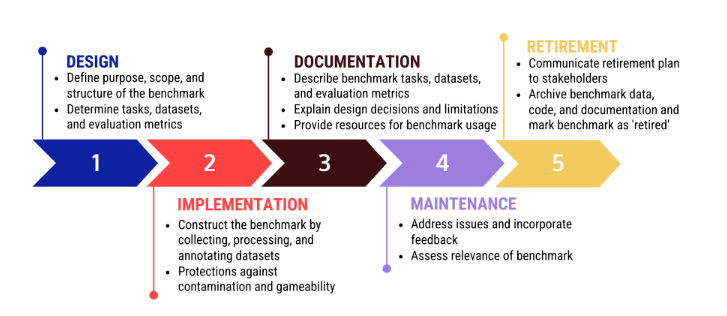 DESIGN
• Define purpose, scope, and
structure of the benchmark
• Determine tasks, datasets,
and evaluation metrics
DOCUMENTATION
• Describe benchmark tasks, datasets,
and evaluation metrics
• Explain design decisions and limitations
• Provide resources for benchmark usage
RETIREMENT
• Communicate retirement plan
to stakeholders
• Archive benchmark data,
code, and documentation and
mark benchmark as 'retired'
1
2
3
4
5
IMPLEMENTATION
• Construct the benchmark by
collecting, processing, and
annotating datasets
• Protections against
contamination and gameability
MAINTENANCE
• Address issues and incorporate
feedback
• Assess relevance of benchmark